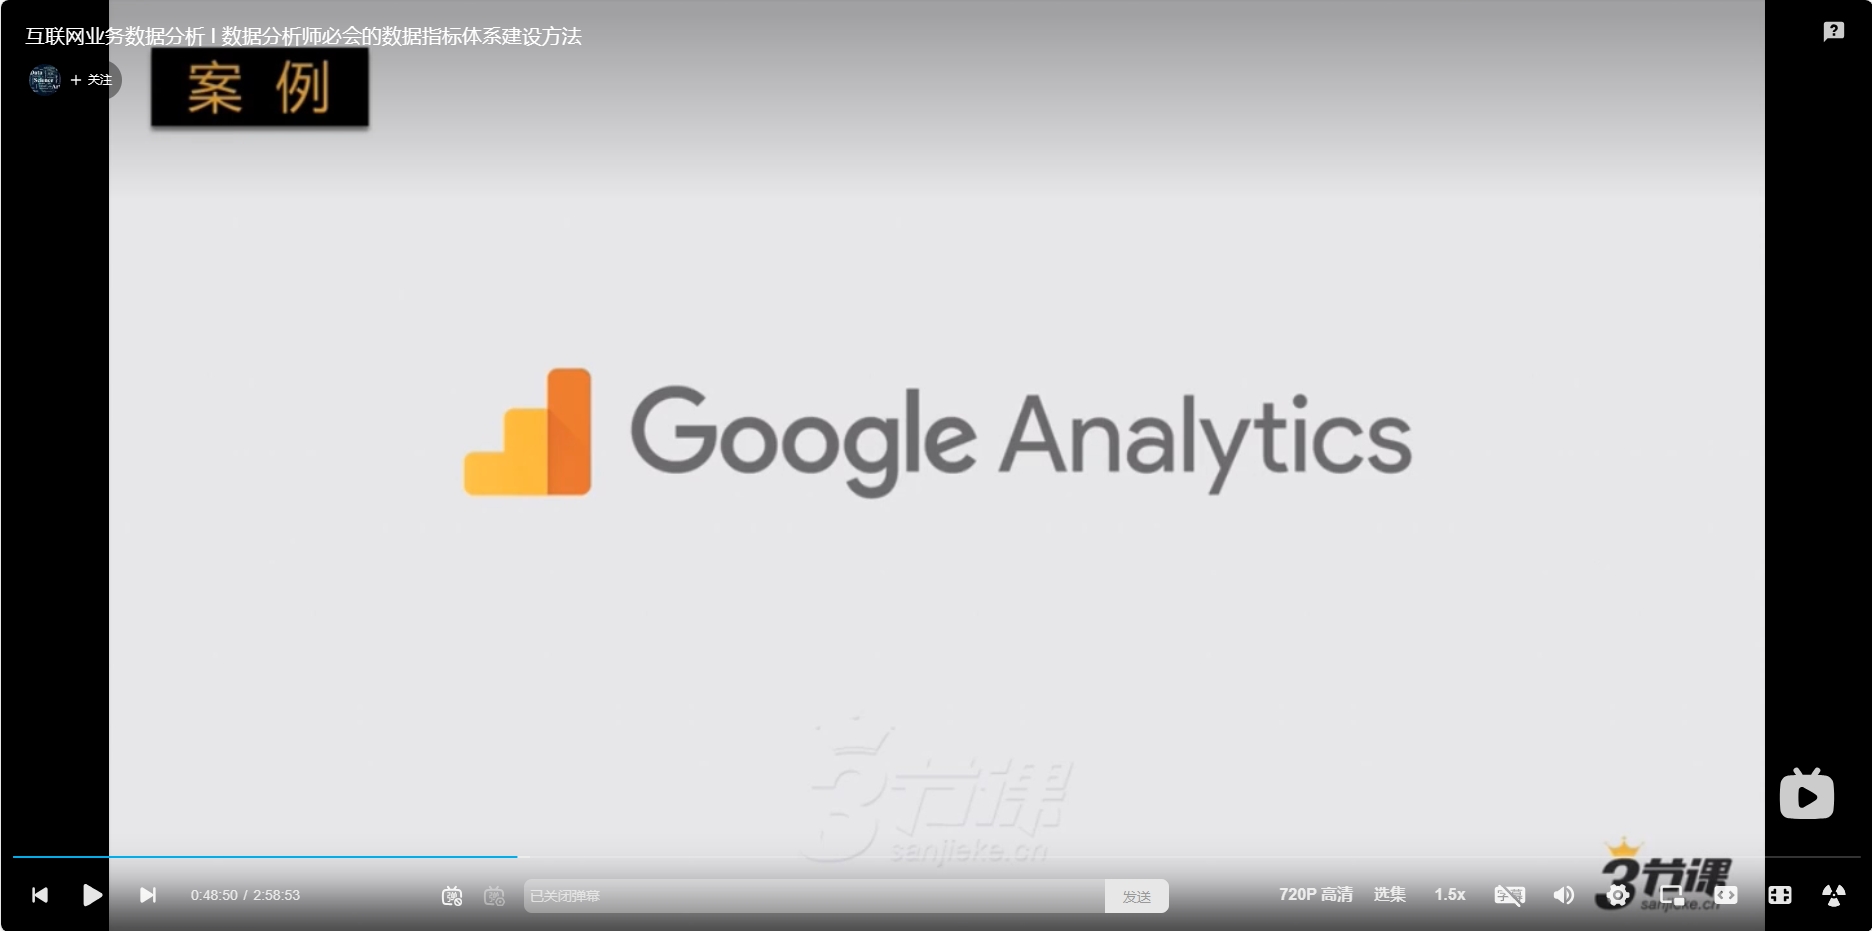 互联网业务数据分析 l 数据分析师必会的数据指标体系建设方法
+ 关注
案 例
Google Analytics
3节课
sanjieke.cn
3节课
sanjieke.cn
0:48:50 / 2:58:53
已关闭弹幕
发送
720P 高清
选集
1.5x